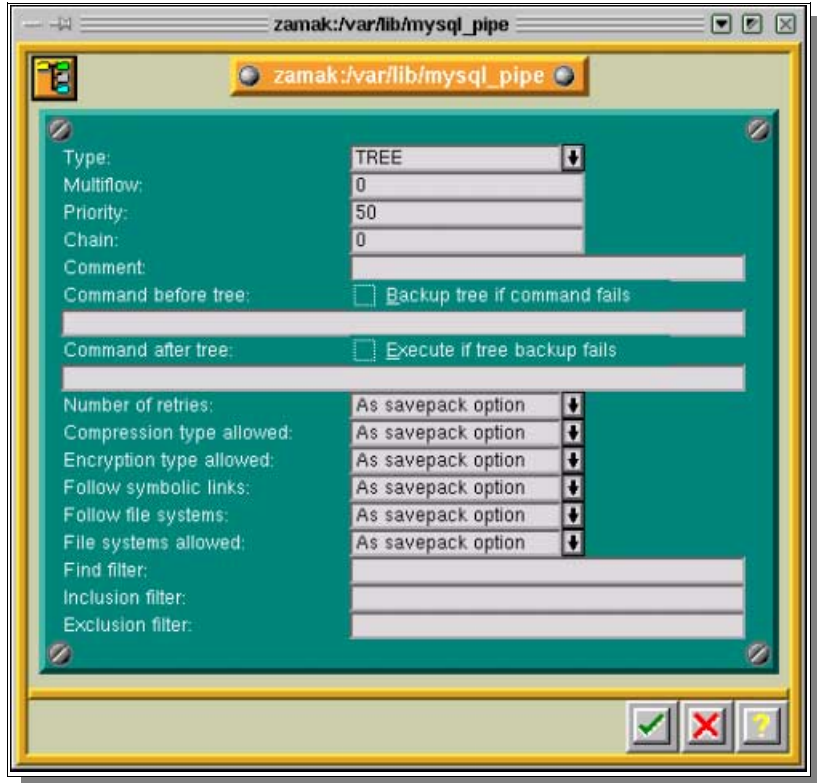 zamak:/var/lib/mysql_pipe
zamak:/var/lib/mysql_pipe
Type: TREE
Multiflow: 0
Priority: 50
Chain: 0
Comment:
Command before tree: Backup tree if command fails
Command after tree: Execute if tree backup fails
Number of retries: As savepack option
Compression type allowed: As savepack option
Encryption type allowed: As savepack option
Follow symbolic links: As savepack option
Follow file systems: As savepack option
File systems allowed: As savepack option
Find filter:
Inclusion filter:
Exclusion filter:
?